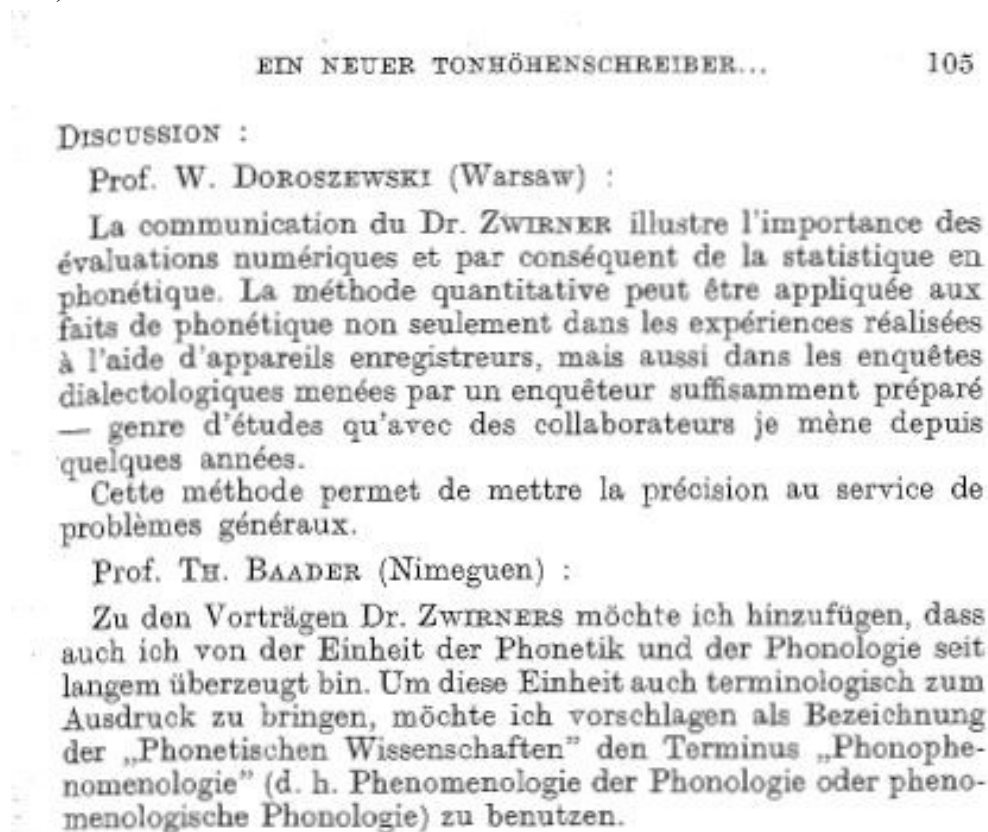 EIN NEUER TONHÖHENSCHREIBER... 105
DISCUSSION :
Prof. W. DOROSZEWSKI (Warsaw) :
La communication du Dr. ZWIRNER illustre l'importance des
évaluations numériques et par conséquent de la statistique en
phonétique. La méthode quantitative peut être appliquée aux
faits de phonétique non seulement dans les expériences réalisées
à l'aide d'appareils enregistreurs, mais aussi dans les enquêtes
dialectologiques menées par un enquêteur suffisamment préparé
— genre d'études qu'avec des collaborateurs je mène depuis
quelques années.
Cette méthode permet de mettre la précision au service de
problèmes généraux.
Prof. TH. BAADER (Nimeguen) :
Zu den Vorträgen Dr. ZWIRNERS möchte ich hinzufügen, dass
auch ich von der Einheit der Phonetik und der Phonologie seit
langem überzeugt bin. Um diese Einheit auch terminologisch zum
Ausdruck zu bringen, möchte ich vorschlagen als Bezeichnung
der „Phonetischen Wissenschaften” den Terminus „Phonophe-
nomenologie” (d. h. Phenomenologie der Phonologie oder pheno-
menologische Phonologie) zu benutzen.